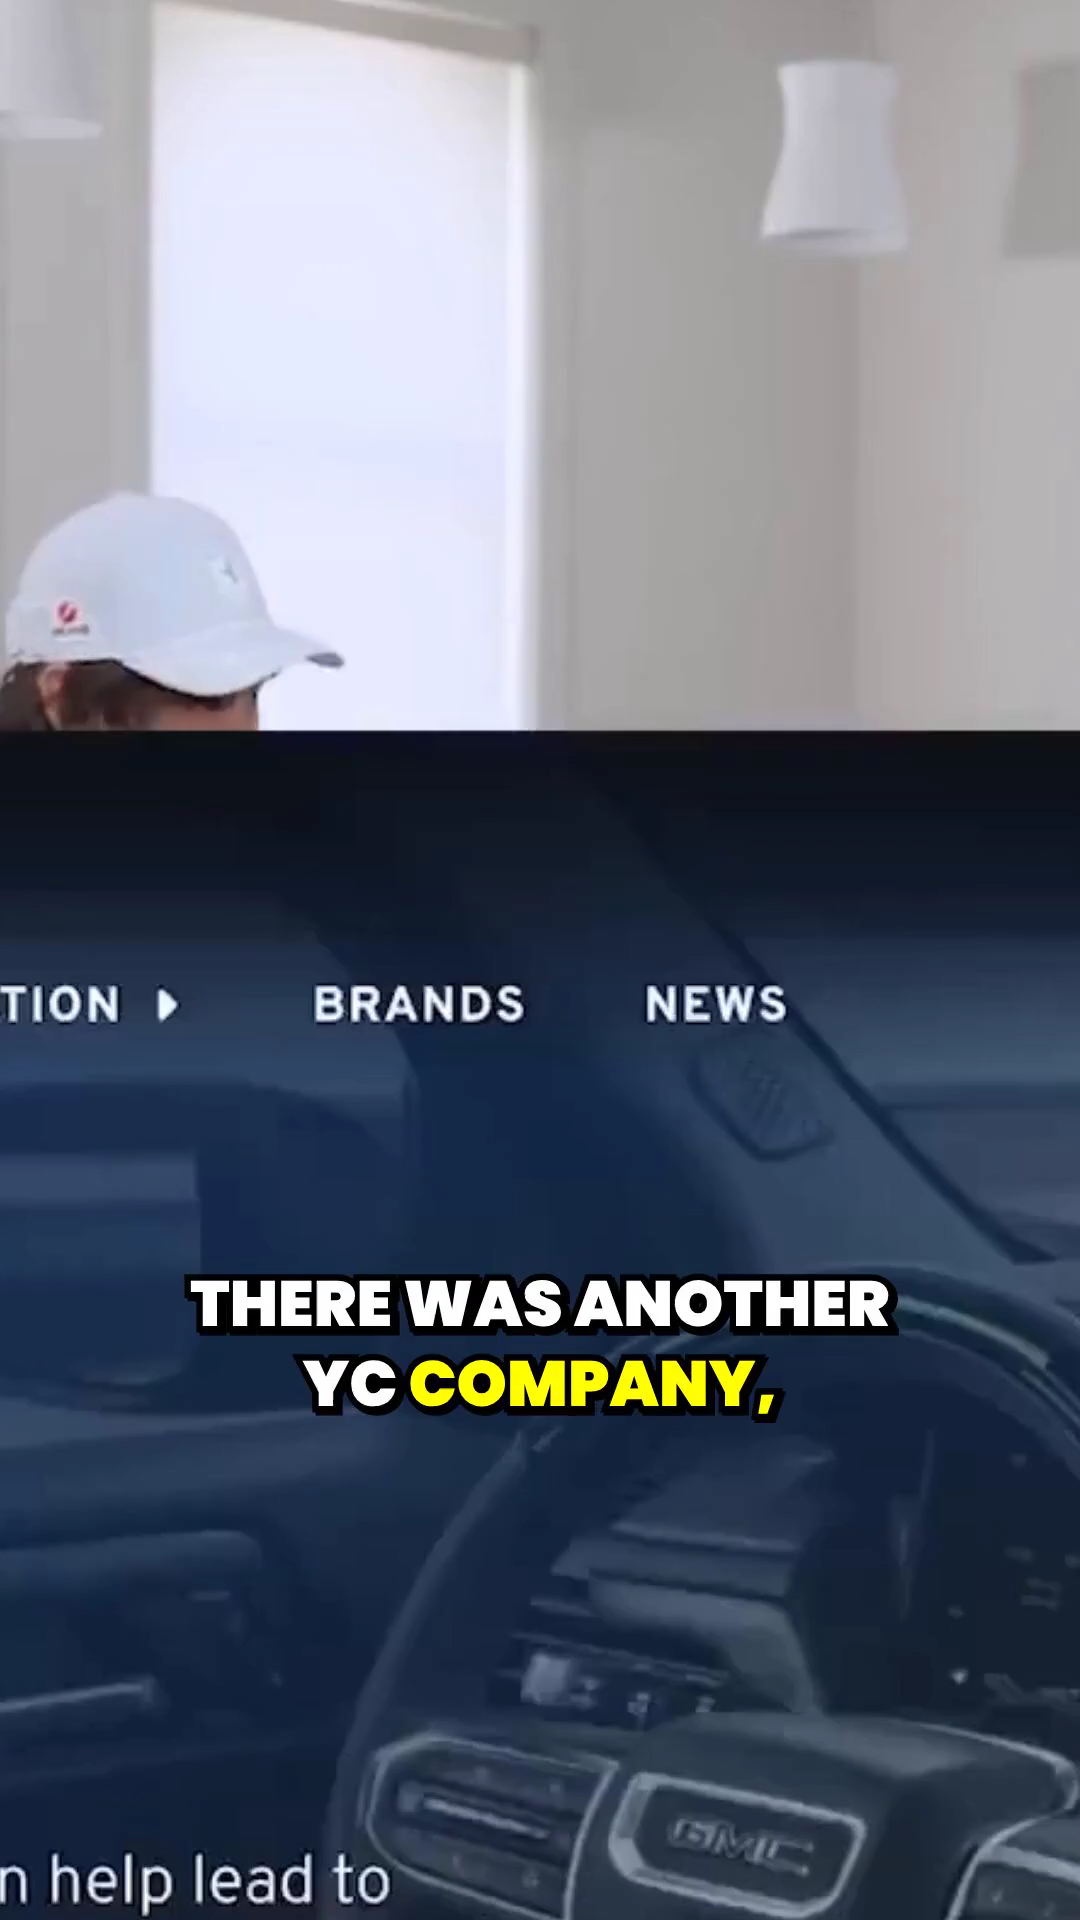 TION
BRANDS
NEWS
THERE WAS ANOTHER
YC COMPANY,
GMC
n help lead to